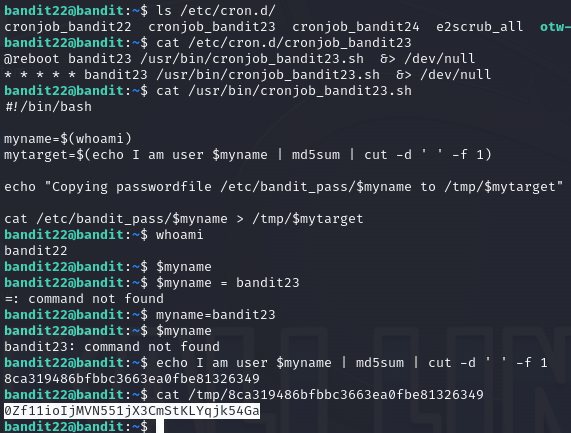 bandit22@bandit:~$ ls /etc/cron.d/
cronjob_bandit22  cronjob_bandit23  cronjob_bandit24  e2scrub_all  otw-
bandit22@bandit:~$ cat /etc/cron.d/cronjob_bandit23
@reboot bandit23 /usr/bin/cronjob_bandit23.sh  &> /dev/null
* * * * * bandit23 /usr/bin/cronjob_bandit23.sh  &> /dev/null
bandit22@bandit:~$ cat /usr/bin/cronjob_bandit23.sh
#!/bin/bash
myname=$(whoami)
mytarget=$(echo I am user $myname | md5sum | cut -d ' ' -f 1)
echo "Copying passwordfile /etc/bandit_pass/$myname to /tmp/$mytarget"
cat /etc/bandit_pass/$myname > /tmp/$mytarget
bandit22@bandit:~$ whoami
bandit22
bandit22@bandit:~$ $myname
bandit22@bandit:~$ $myname = bandit23
=: command not found
bandit22@bandit:~$ myname=bandit23
bandit22@bandit:~$ $myname
bandit23: command not found
bandit22@bandit:~$ echo I am user $myname | md5sum | cut -d ' ' -f 1
8ca319486bfbbc3663ea0fbe81326349
bandit22@bandit:~$ cat /tmp/8ca319486bfbbc3663ea0fbe81326349
0Zf11ioIjMVN551jX3CmStKLYqjk54Ga
bandit22@bandit:~$